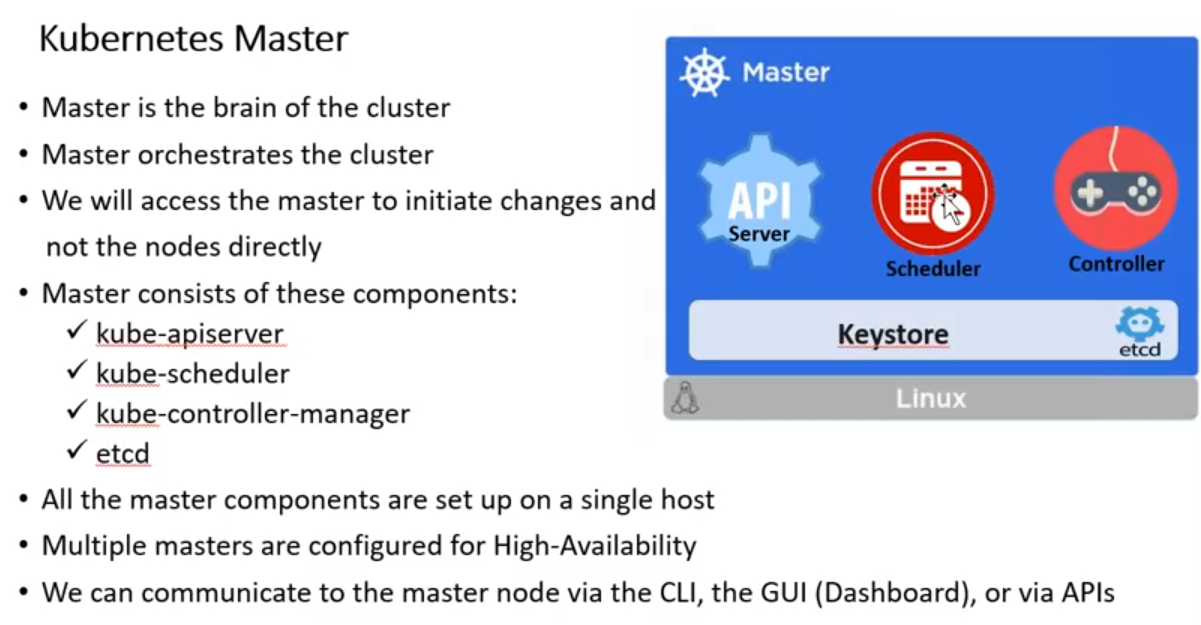 Kubernetes Master
• Master is the brain of the cluster
• Master orchestrates the cluster
• We will access the master to initiate changes and
not the nodes directly
• Master consists of these components:
✓ kube-apiserver
✓ kube-scheduler
✓ kube-controller-manager
✓ etcd
• All the master components are set up on a single host
• Multiple masters are configured for High-Availability
• We can communicate to the master node via the CLI, the GUI (Dashboard), or via APIs
Master
API
Server
Scheduler
Controller
Keystore
etcd
Linux